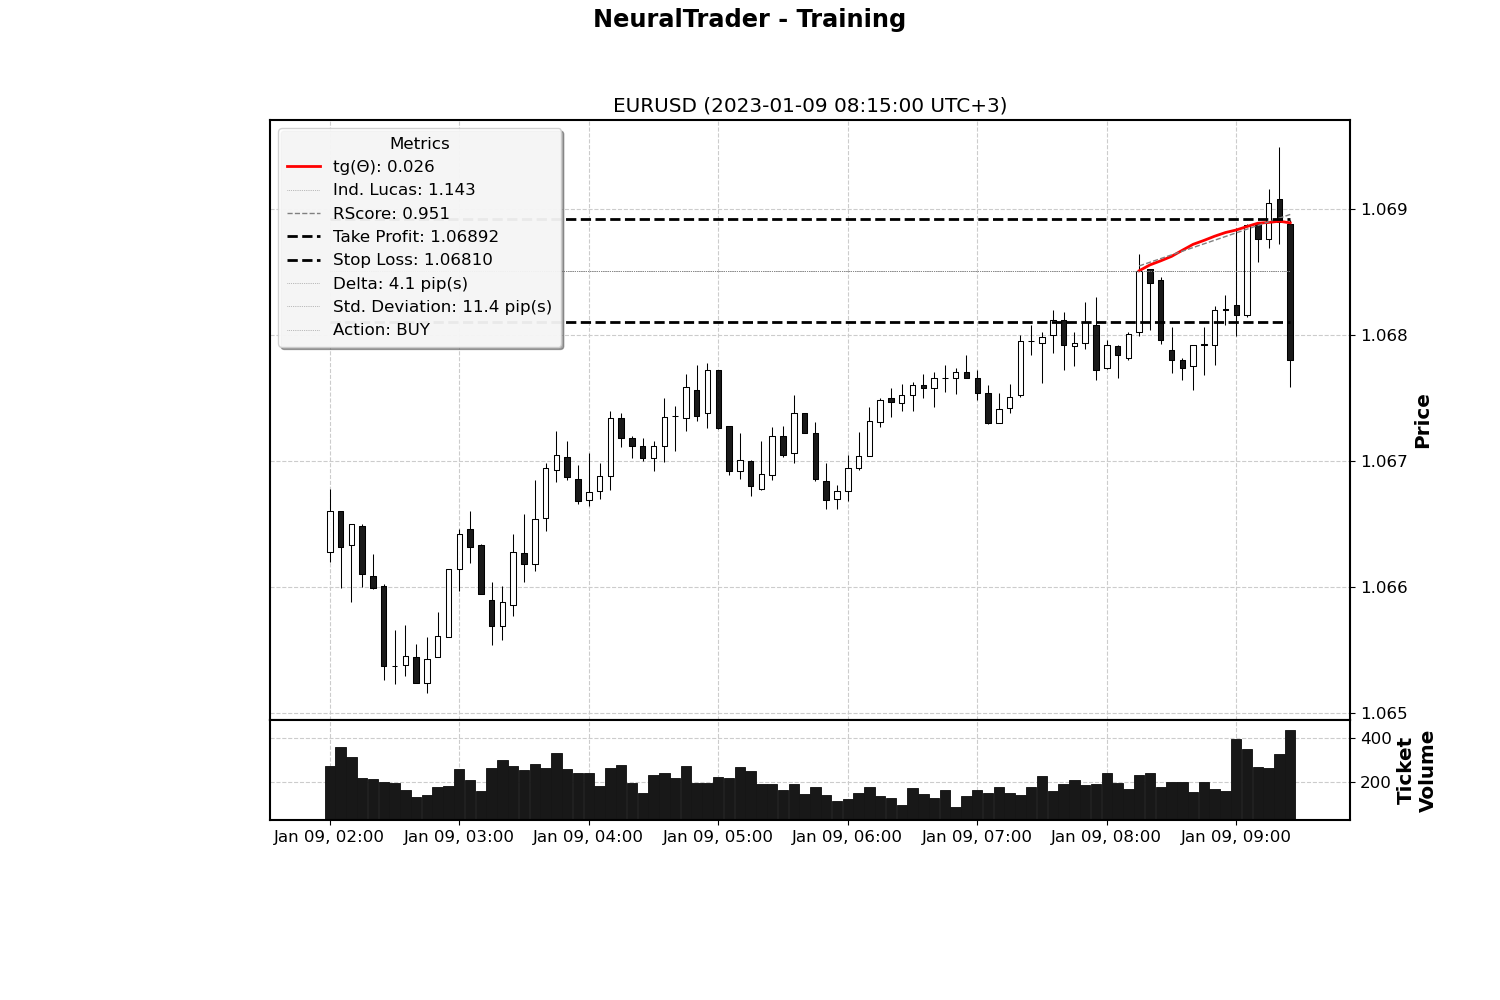 NeuralTrader - Training
EURUSD (2023-01-09 08:15:00 UTC+3)
Metrics
tg(Θ): 0.026
Ind. Lucas: 1.143
RScore: 0.951
Take Profit: 1.06892
Stop Loss: 1.06810
Delta: 4.1 pip(s)
Std. Deviation: 11.4 pip(s)
Action: BUY
1.069
1.068
1.067
1.066
1.065
Price
400
200
Ticket
Volume
Jan 09, 02:00
Jan 09, 03:00
Jan 09, 04:00
Jan 09, 05:00
Jan 09, 06:00
Jan 09, 07:00
Jan 09, 08:00
Jan 09, 09:00